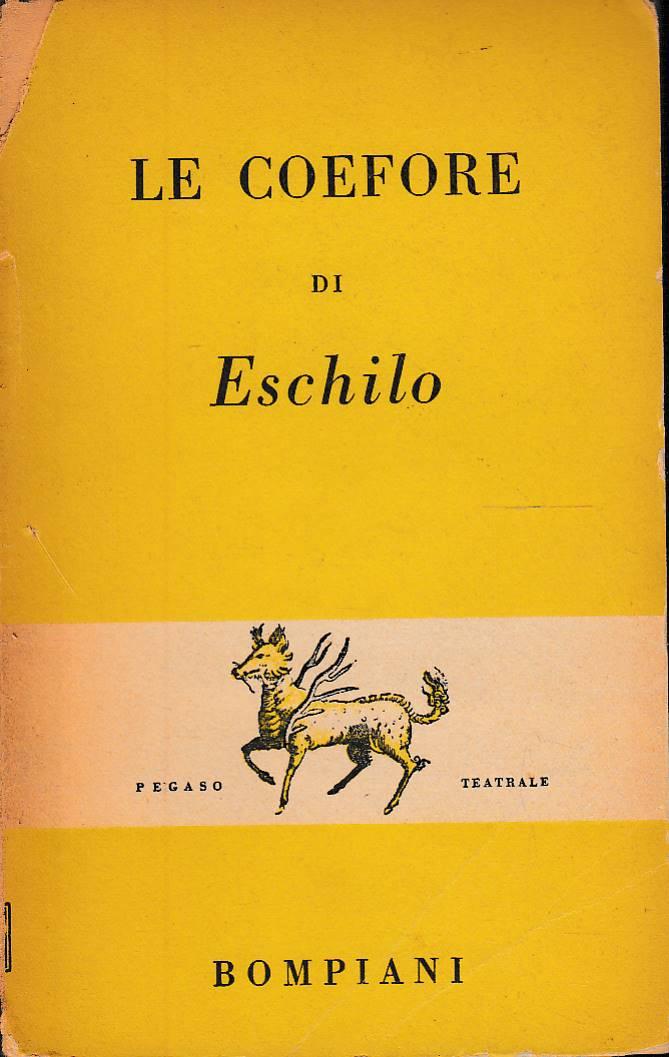 LE COEFORE
DI
Eschilo
PEGASO TEATRALE
BOMPIANI